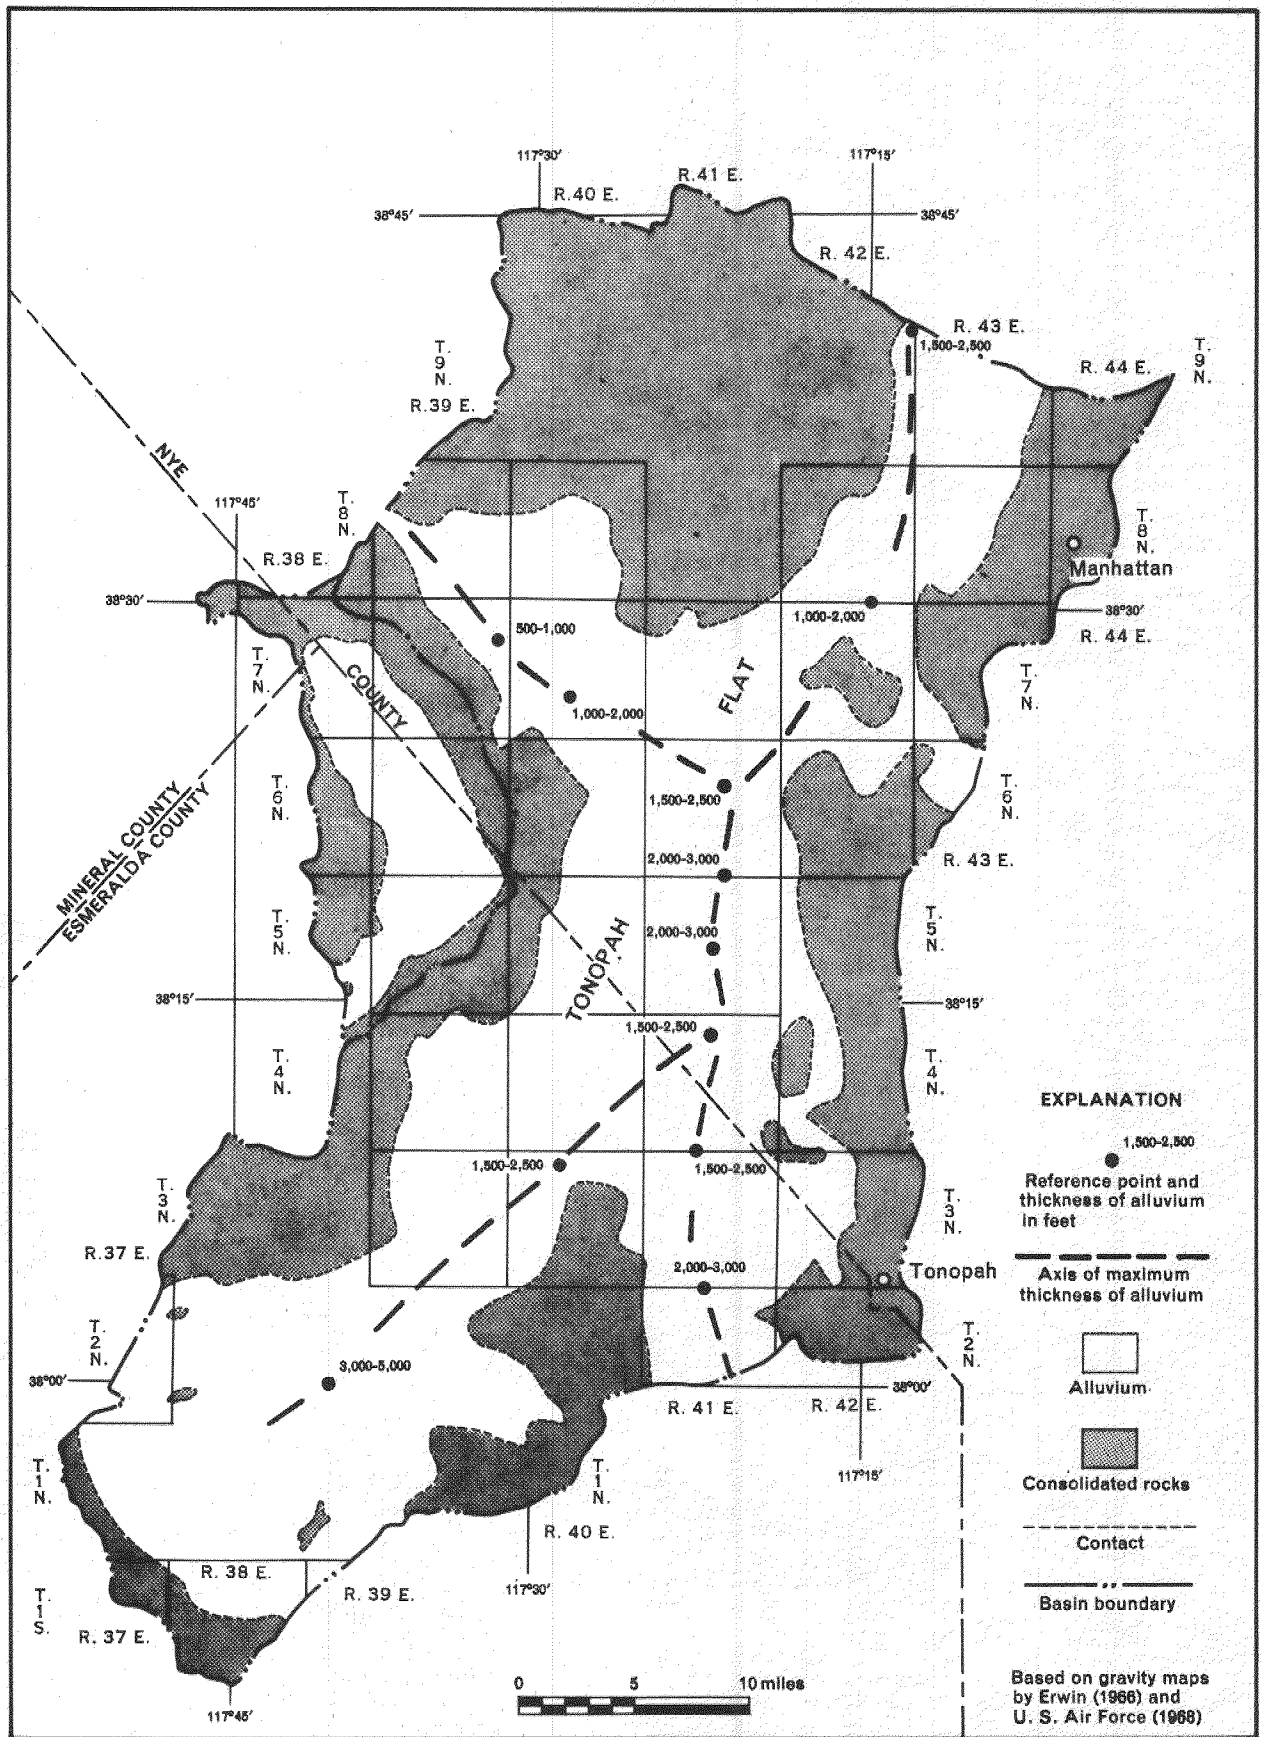 117°30′
117°15′
R.41 E.
R.40 E.
38°45′
38°45′
R. 42 E.
R. 43 E.
1,500-2,500
T.
9
N.
T.
9
N.
R. 44 E.
R.39 E.
NYE
117°45′
T.
8
N.
T.
8
N.
R.38 E.
Manhattan
38°30′
38°30′
1,000-2,000
500-1,000
R. 44 E.
T.
7
N.
COUNTY
FLAT
T.
7
N.
1,000-2,000
T.
6
N.
T.
6
N.
1,500-2,500
MINERAL COUNTY
ESMERALDA COUNTY
2,000-3,000
R. 43 E.
T.
5
N.
T.
5
N.
2,000-3,000
TONOPAH
38°15′
38°15′
1,500-2,500
T.
4
N.
T.
4
N.
1,500-2,500
1,500-2,500
T.
3
N.
T.
3
N.
R.37 E.
2,000-3,000
Tonopah
T.
2
N.
T.
2
N.
38°00′
3,000-5,000
38°00′
R. 41 E.
R. 42 E.
T.
1
N.
T.
1
N.
117°15′
R. 40 E.
R. 38 E.
117°30′
R. 39 E.
T.
1
S.
R. 37 E.
117°45′
0 5 10 miles
EXPLANATION
1,500-2,500
Reference point and
thickness of alluvium
in feet
Axis of maximum
thickness of alluvium
Alluvium
Consolidated rocks
Contact
Basin boundary
Based on gravity maps
by Erwin (1966) and
U. S. Air Force (1968)